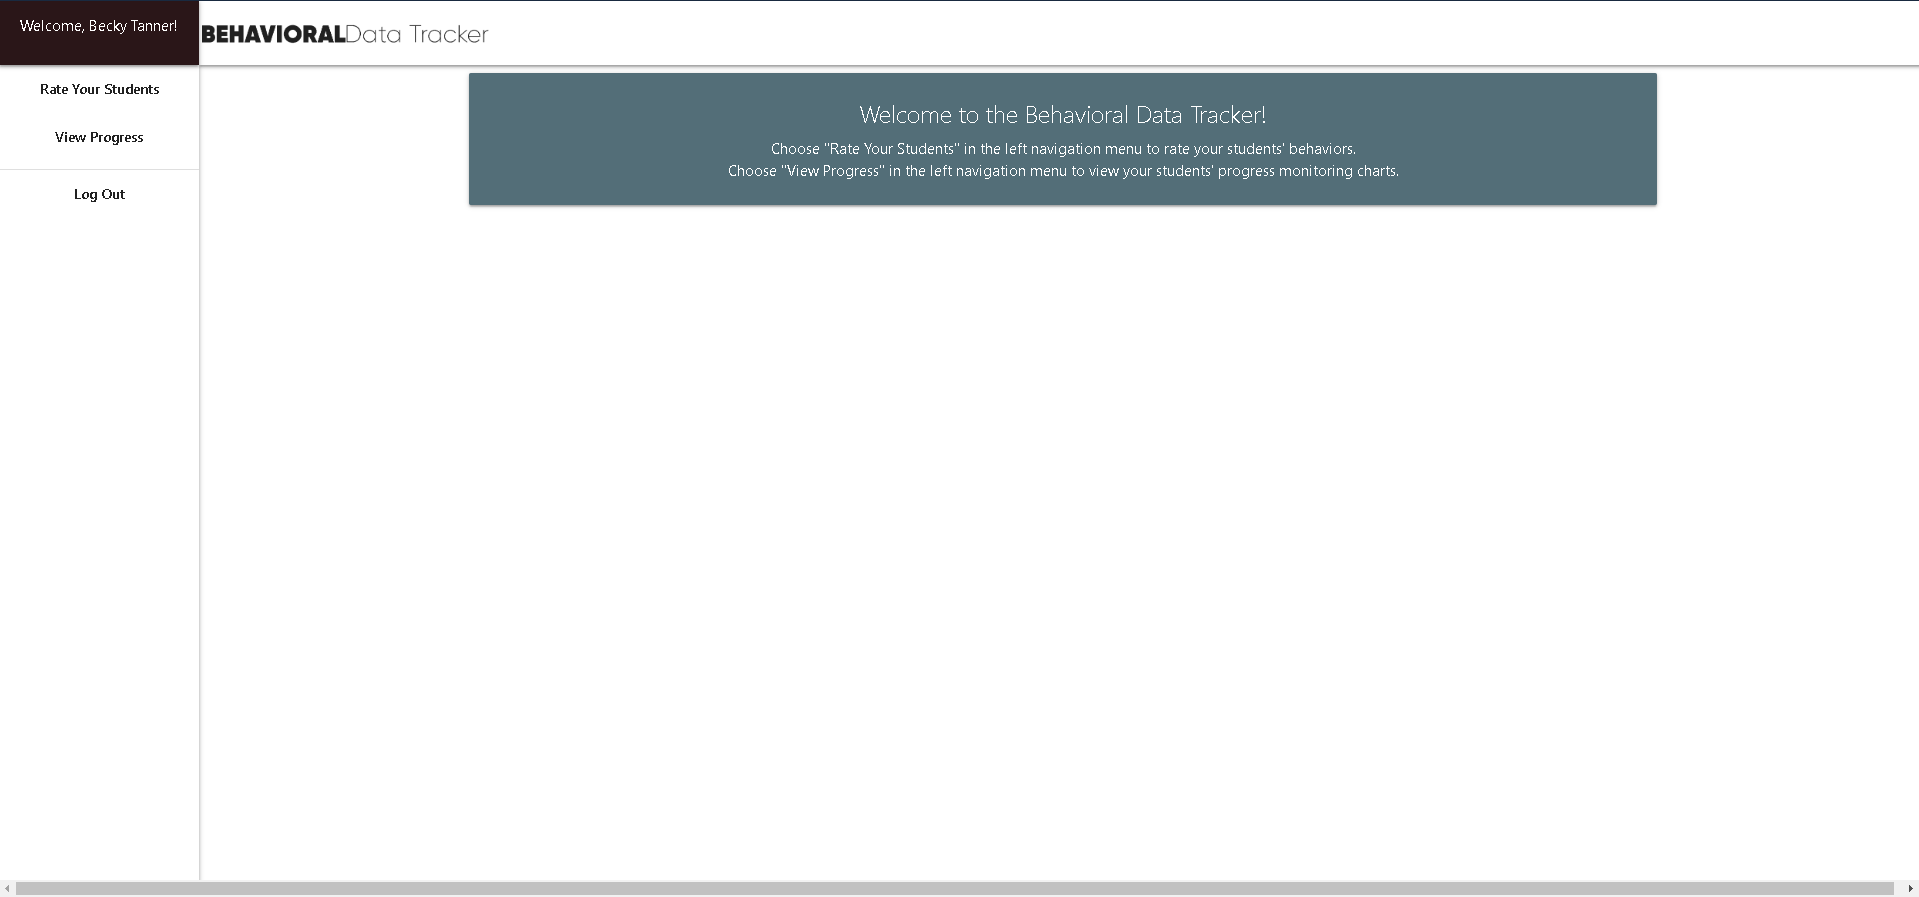 Welcome, Becky Tanner!
BEHAVIORALData Tracker
Rate Your Students
View Progress
Log Out
Welcome to the Behavioral Data Tracker!
Choose "Rate Your Students" in the left navigation menu to rate your students' behaviors.
Choose "View Progress" in the left navigation menu to view your students' progress monitoring charts.